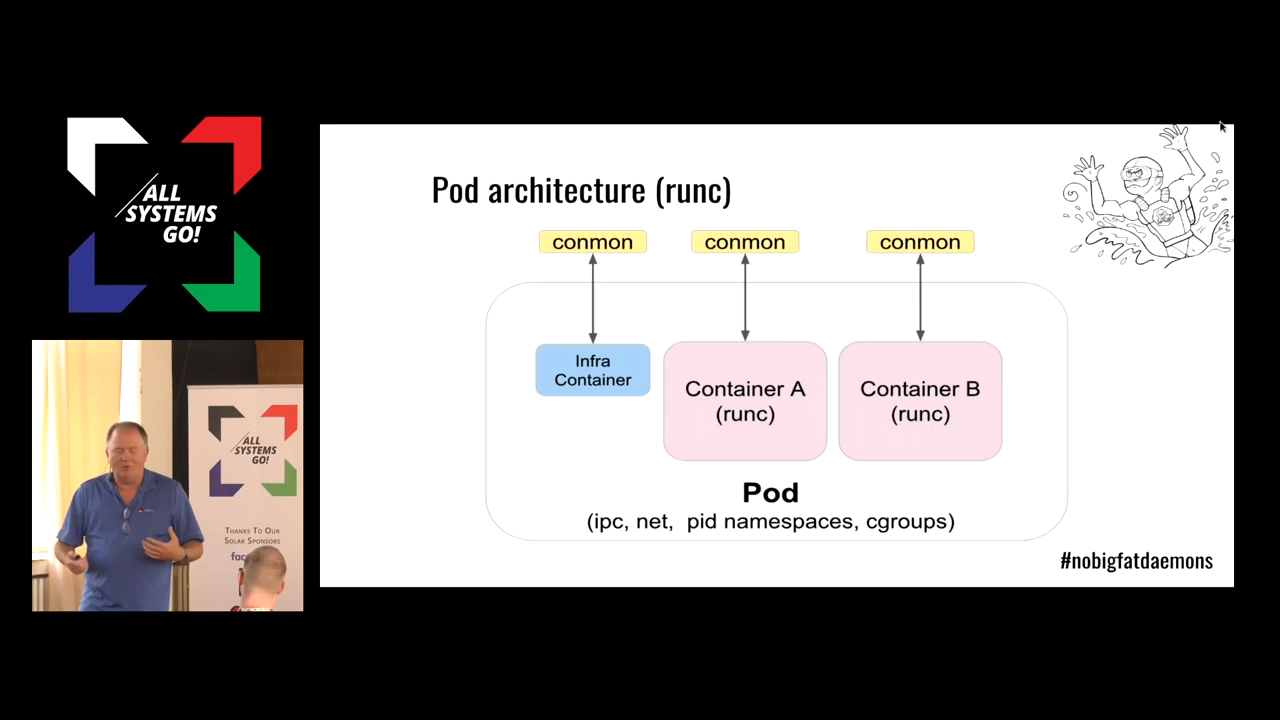 ALL
SYSTEMS
GO!
Pod architecture (runc)
conmon
conmon
conmon
Infra
Container
Container A
(runc)
Container B
(runc)
Pod
(ipc, net, pid namespaces, cgroups)
#nobigfatdaemons
ALL
SYSTEMS
GO!
THANKS TO OUR
SOLAR SPONSORS